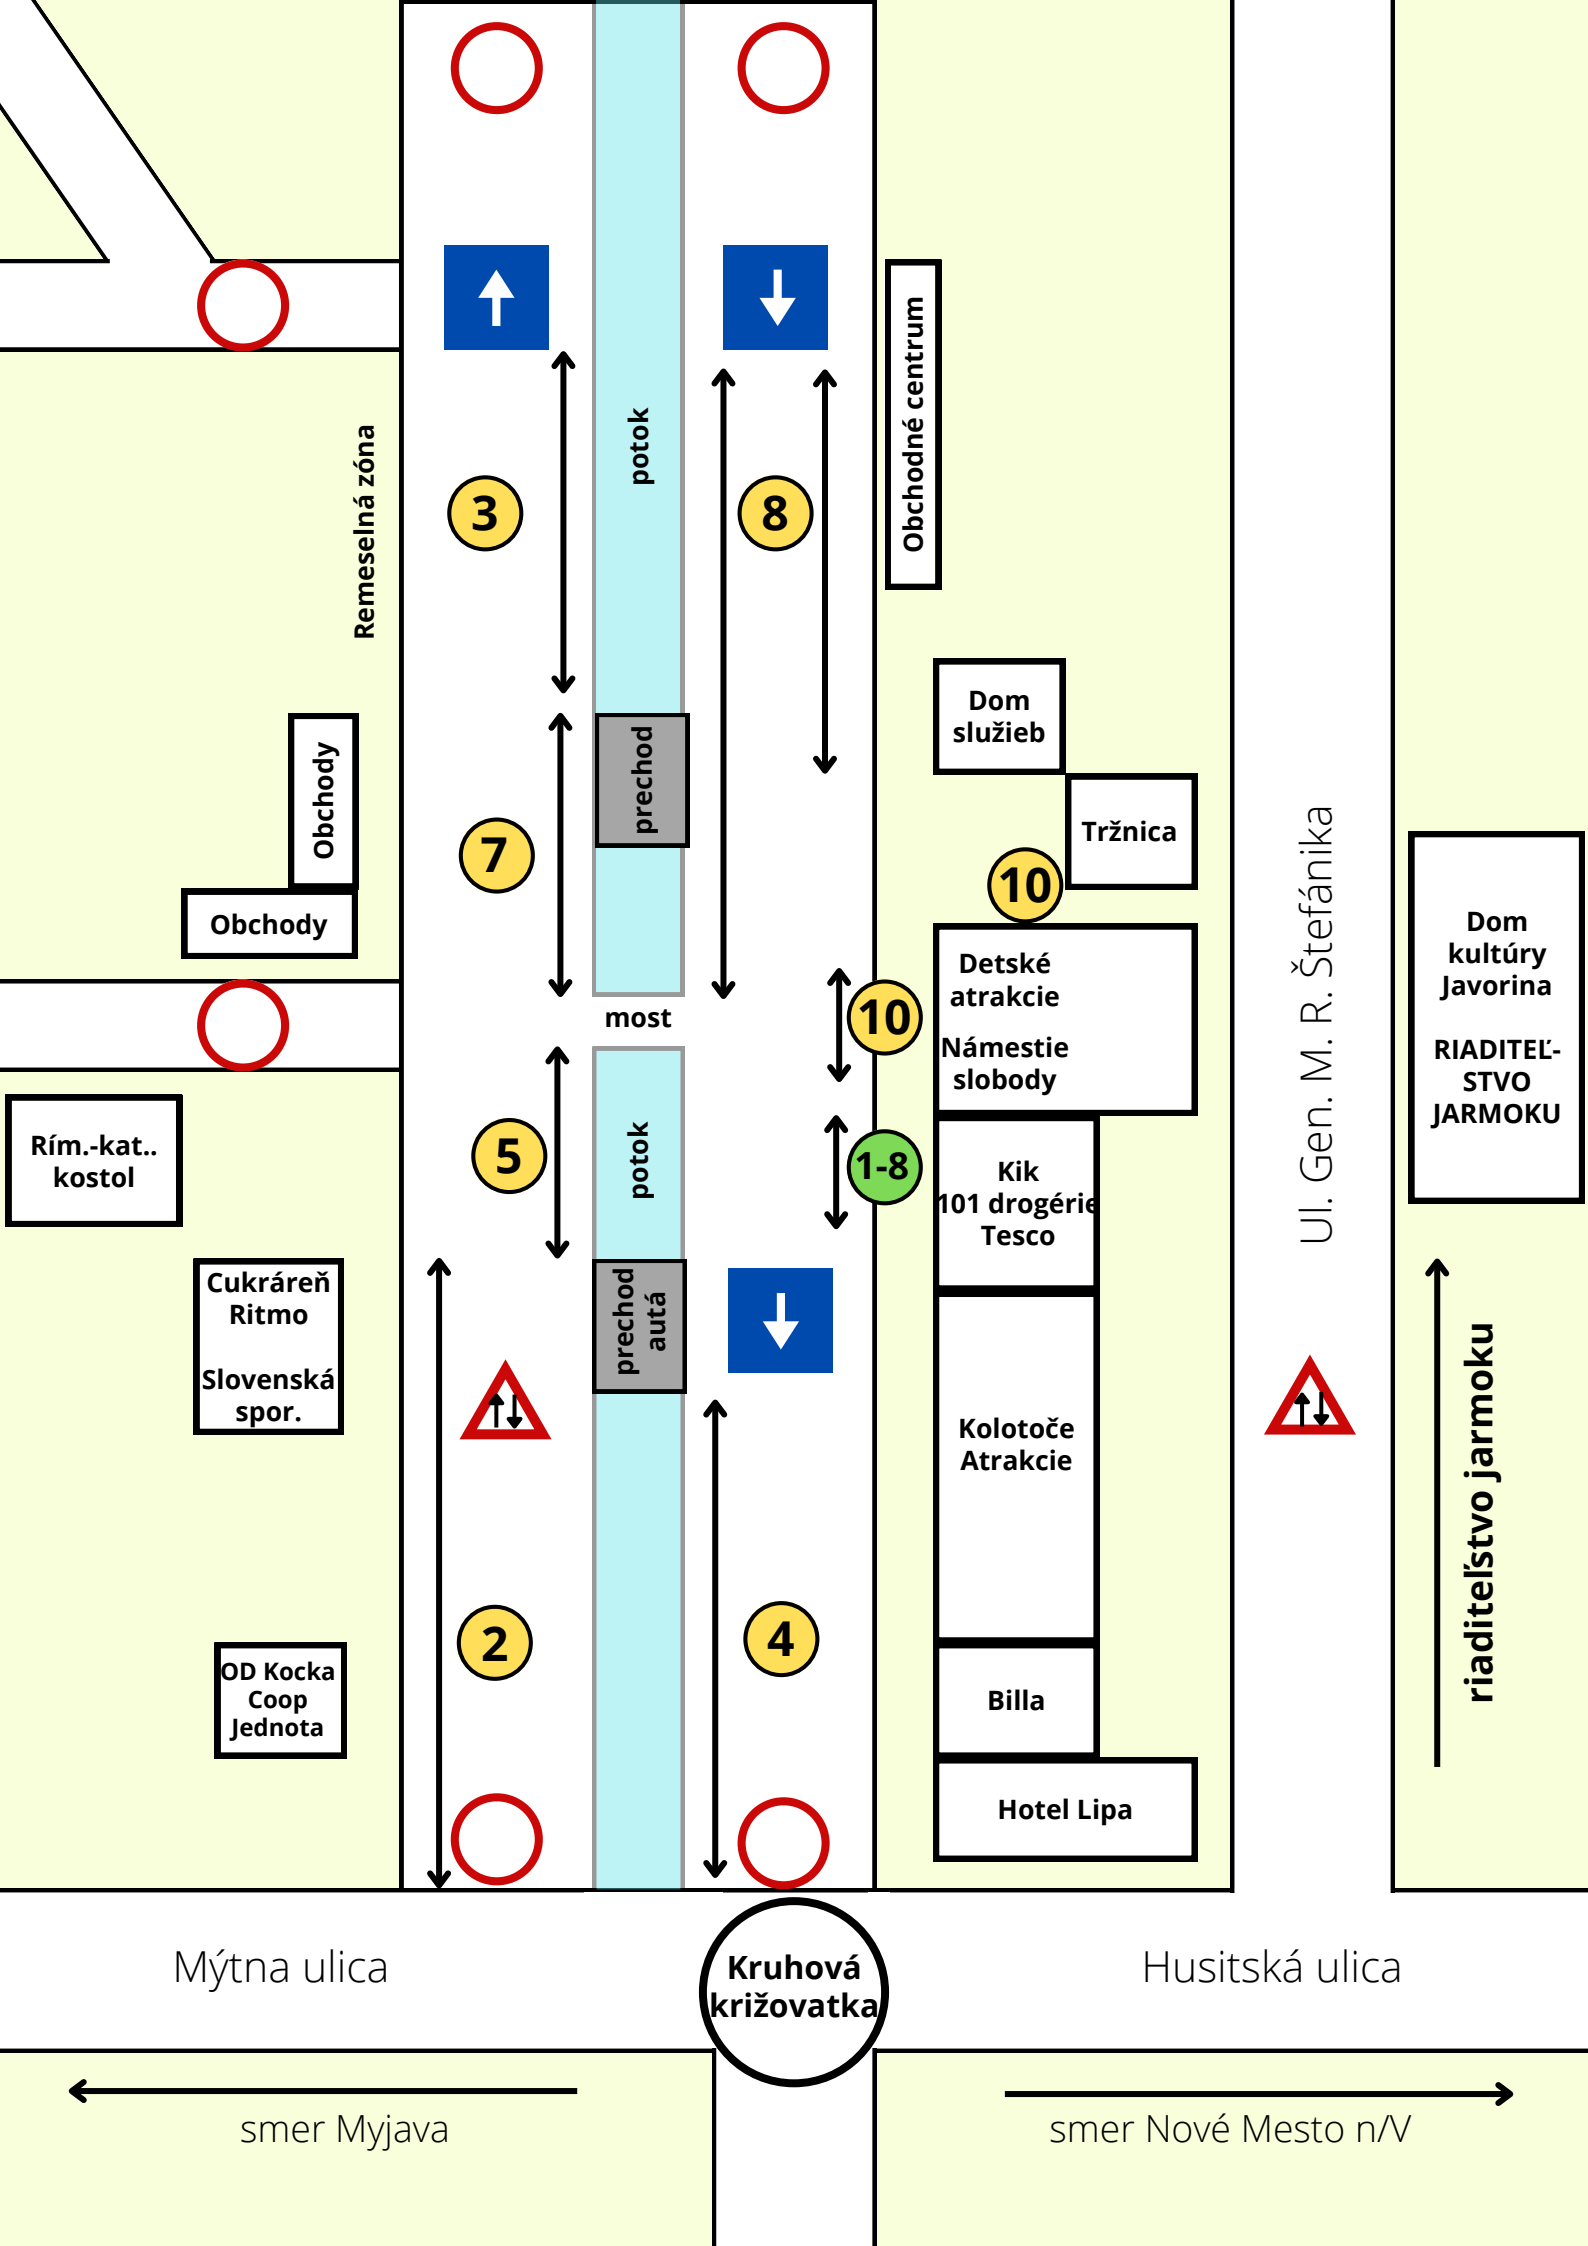 potok
Obchodné centrum
3
8
Remeselná zóna
Dom
služieb
prechod
Obchody
Tržnica
7
10
Obchody
Dom
kultúry
Javorina
RIADITEĽ-
STVO
JARMOKU
Detské
atrakcie
Námestie
slobody
most
10
Ul. Gen. M. R. Štefánika
Rím.-kat..
kostol
5
potok
1-8
Kik
101 drogérie
Tesco
Cukráreň
Ritmo
Slovenská
spor.
prechod
autá
Kolotoče
Atrakcie
riaditeľstvo jarmoku
2
4
OD Kocka
Coop
Jednota
Billa
Hotel Lipa
Mýtna ulica
Kruhová
križovatka
Husitská ulica
smer Myjava
smer Nové Mesto n/V